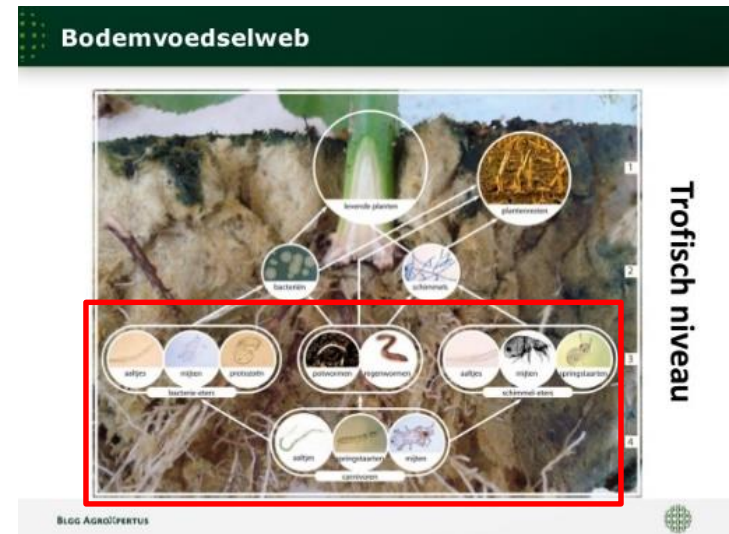 Bodemvoedselweb
1
levende planten
plantenresten
2
bacteriën
schimmels
Trofisch niveau
3
aaltjes mijten protozoën
potwormen regenwormen
aaltjes mijten springstaarten
bacterie-eters
schimmel-eters
4
aaltjes springstaarten mijten
carnivoren
BLGG AGROXPERTUS